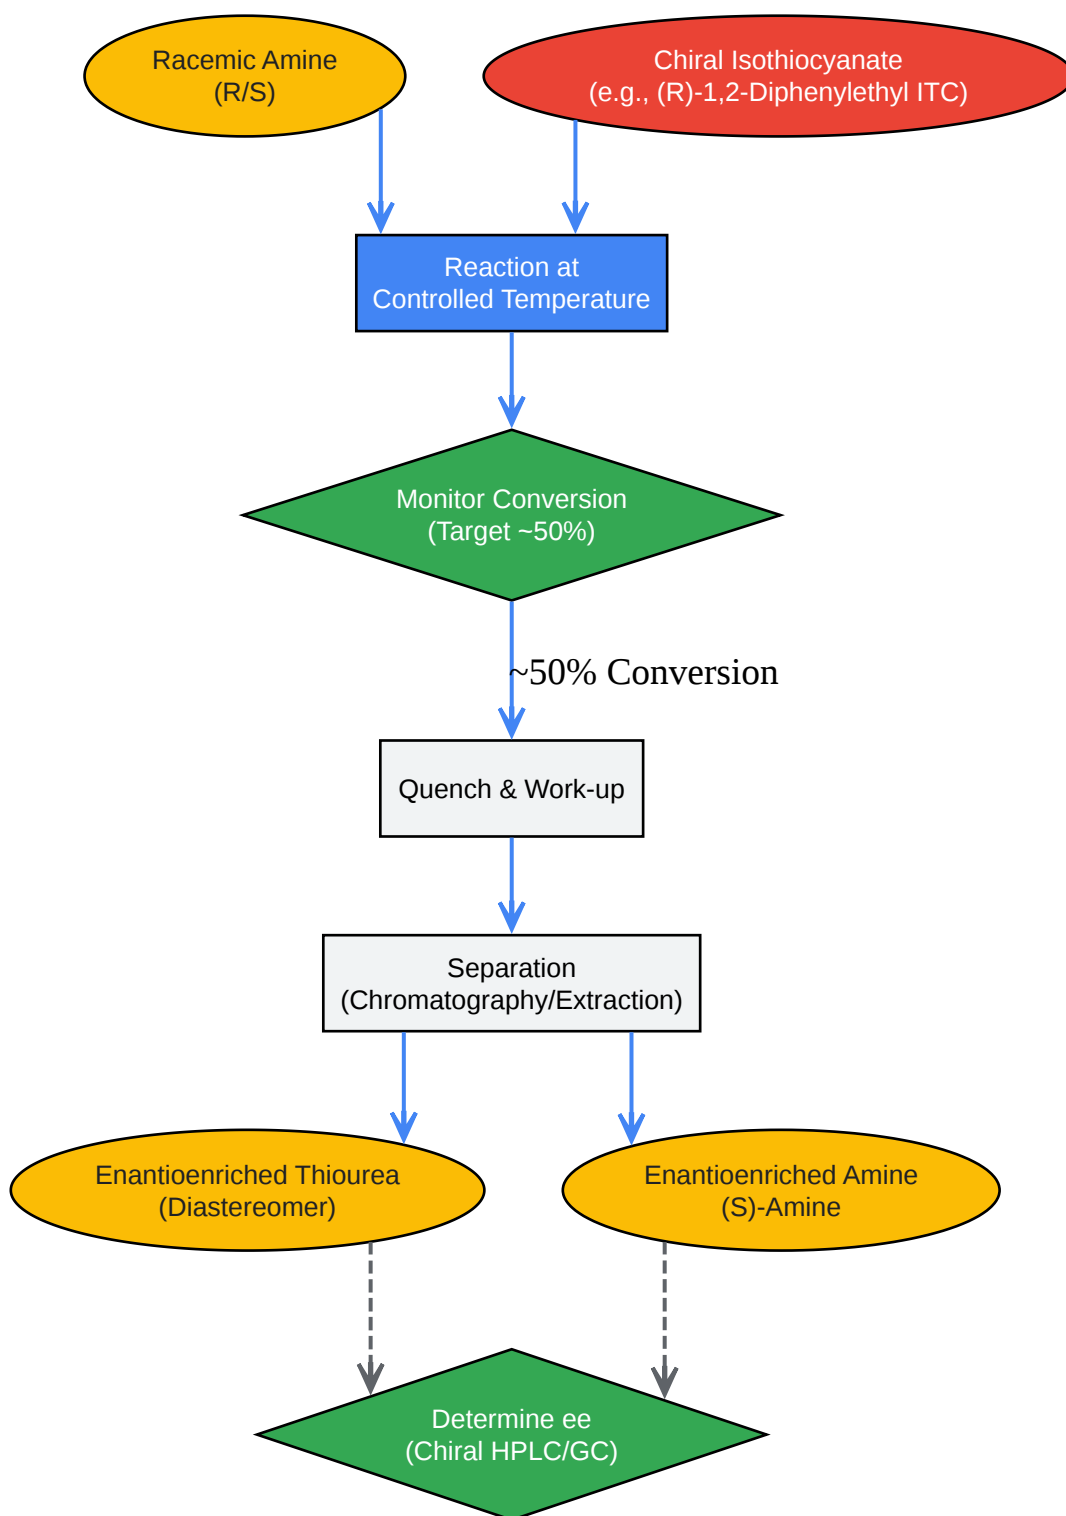 Racemic Amine
(R/S)
Chiral Isothiocyanate
(e.g., (R)-1,2-Diphenylethyl ITC)
Reaction at
Controlled Temperature
Monitor Conversion
(Target ~50%)
~50% Conversion
Quench & Work-up
Separation
(Chromatography/Extraction)
Enantioenriched Thiourea
(Diastereomer)
Enantioenriched Amine
(S)-Amine
Determine ee
(Chiral HPLC/GC)